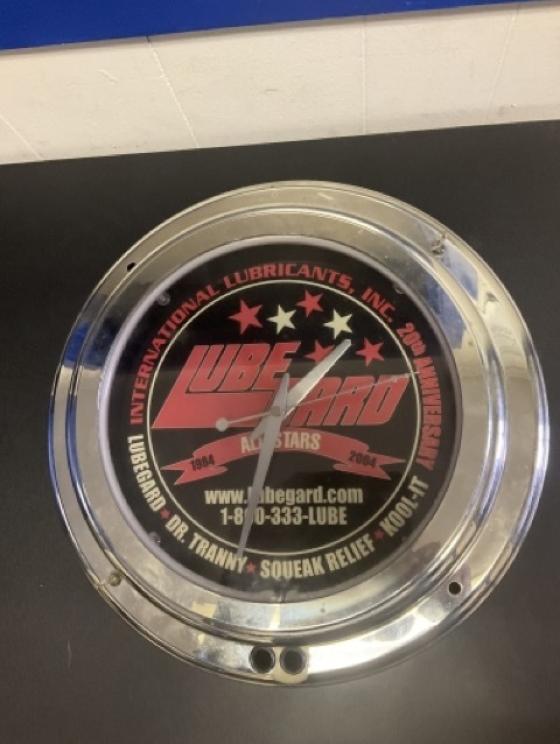 INTERNATIONAL LUBRICANTS, INC. 20th ANNIVERSARY
LUBEGARD
ALL STARS
1984 2004
www.lubegard.com
1-800-333-LUBE
LUBEGARD ★ DR. TRANNY ★ SQUEAK RELIEF ★ KOOL-IT